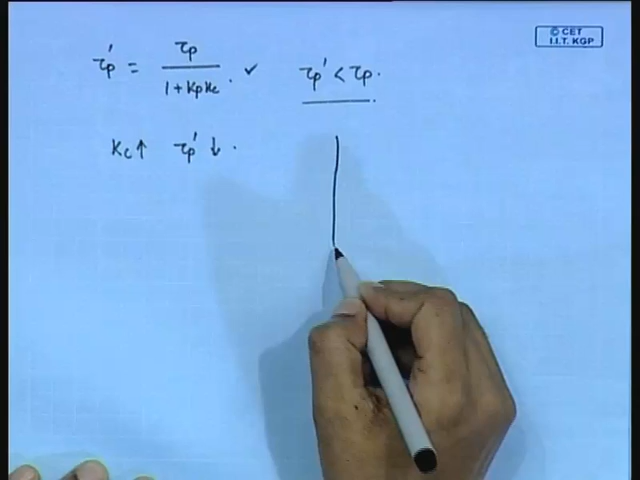 © CET
I.I.T. KGP
τp' = τp / 1 + KpKc . ✓ τp' < τp.
Kc ↑ τp' ↓ .